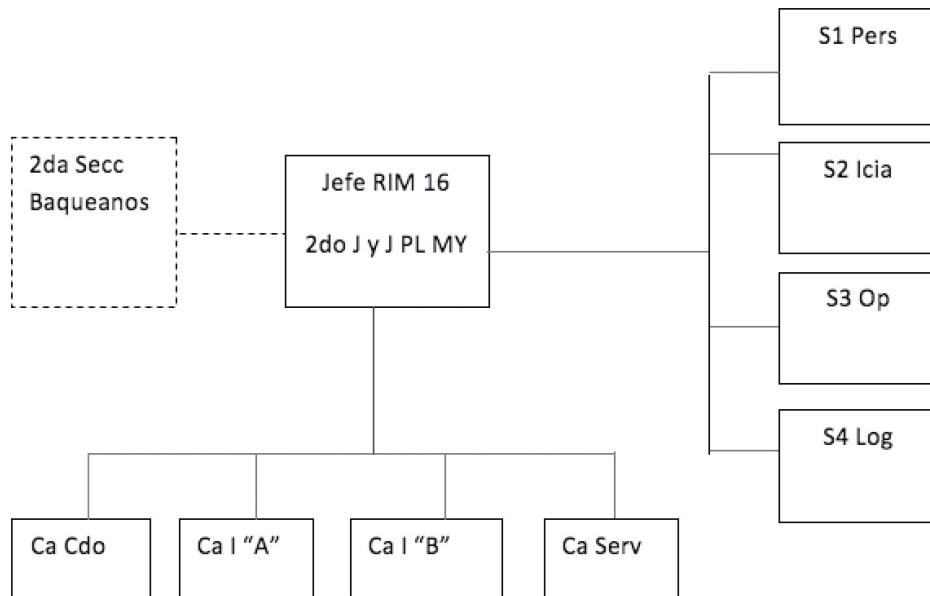 S1 Pers
2da Secc
Baqueanos
Jefe RIM 16
2do J y J PL MY
S2 Icia
S3 Op
S4 Log
Ca Cdo
Ca I “A”
Ca I “B”
Ca Serv